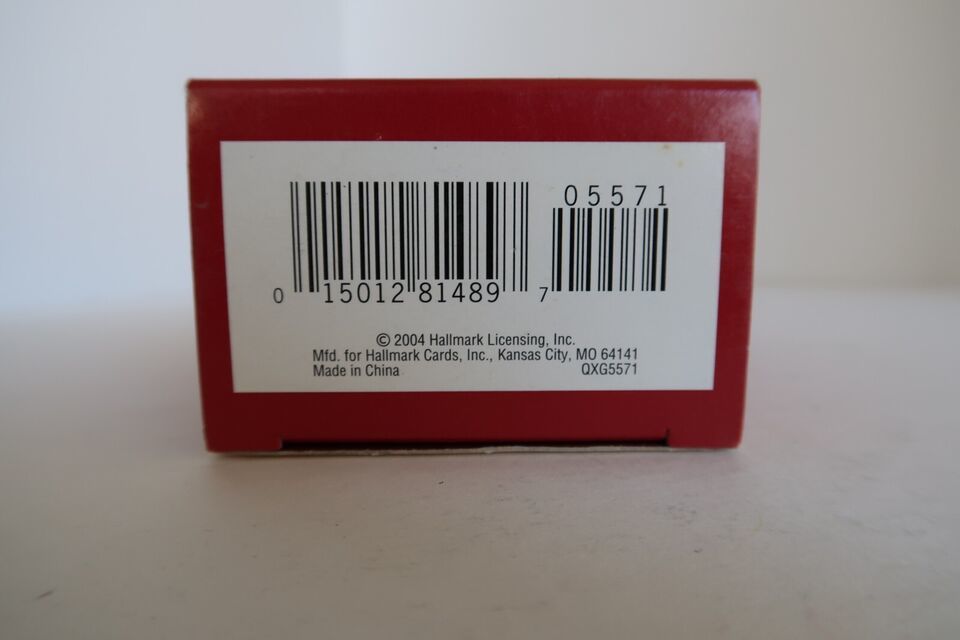 05571
0 15012 81489 7
© 2004 Hallmark Licensing, Inc.
Mfd. for Hallmark Cards, Inc., Kansas City, MO 64141
Made in China QXG5571